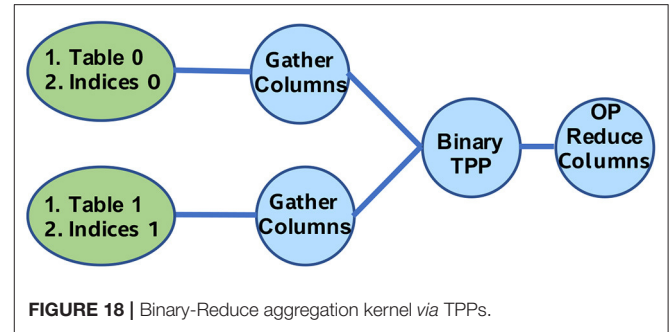 1. Table 0
2. Indices 0
Gather
Columns
1. Table 1
2. Indices 1
Gather
Columns
Binary
TPP
OP
Reduce
Columns
FIGURE 18 | Binary-Reduce aggregation kernel via TPPs.